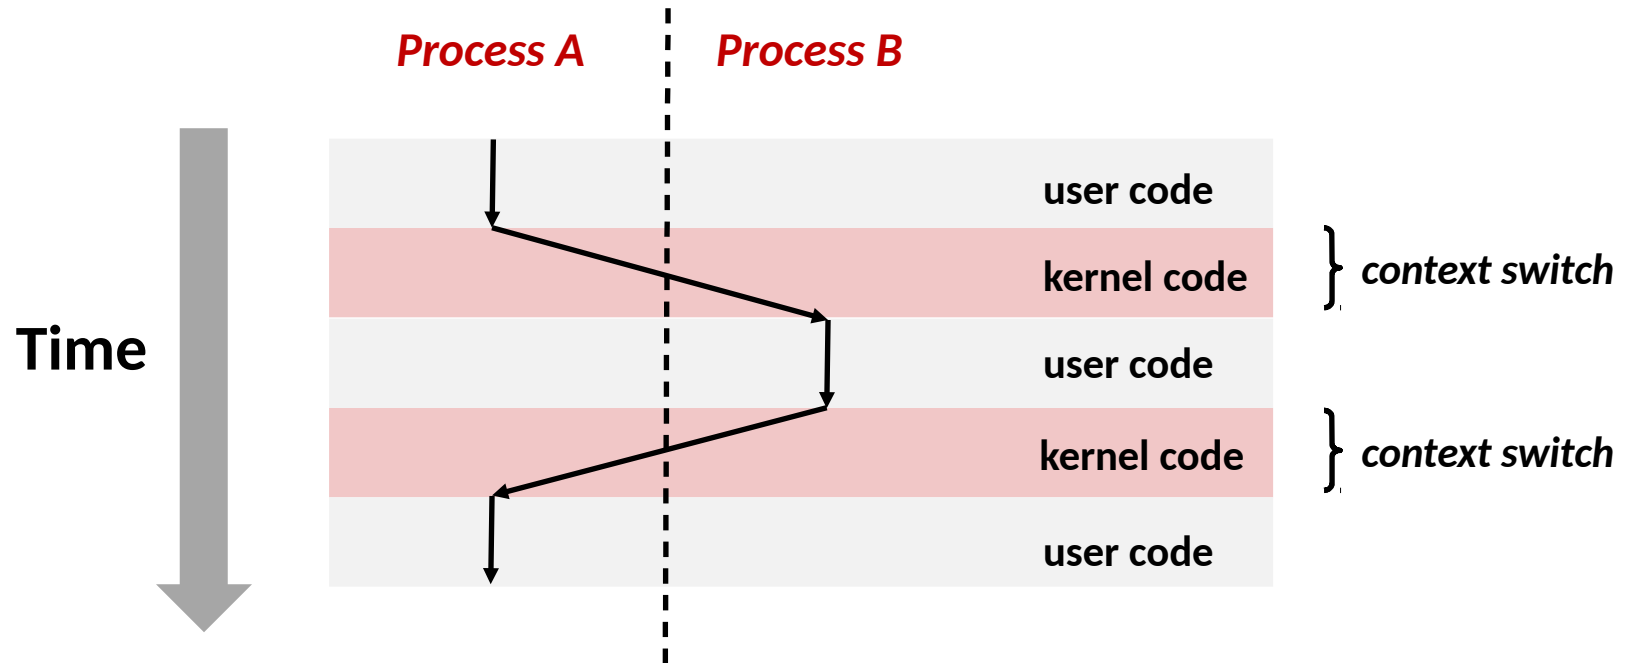 Process A
Process B
user code
kernel code
context switch
Time
user code
kernel code
context switch
user code